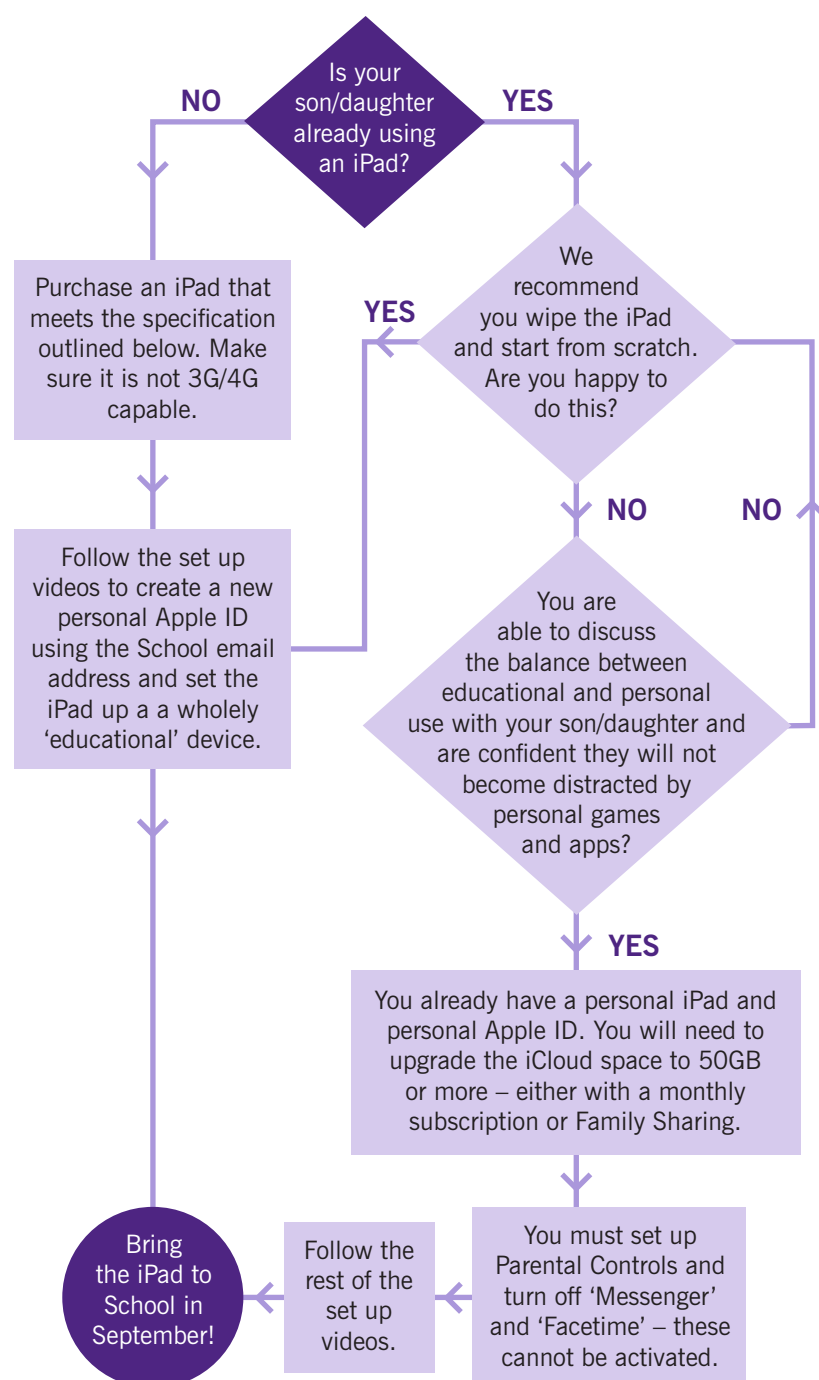 Is your
son/daughter
already using
an iPad?
NO
YES
Purchase an iPad that
meets the specification
outlined below. Make
sure it is not 3G/4G
capable.
We
recommend
you wipe the iPad
and start from scratch.
Are you happy to
do this?
YES
NO
NO
Follow the set up
videos to create a new
personal Apple ID
using the School email
address and set the
iPad up a a wholely
‘educational’ device.
You are
able to discuss
the balance between
educational and personal
use with your son/daughter and
are confident they will not
become distracted by
personal games
and apps?
YES
You already have a personal iPad and
personal Apple ID. You will need to
upgrade the iCloud space to 50GB
or more – either with a monthly
subscription or Family Sharing.
You must set up
Parental Controls and
turn off ‘Messenger’
and ‘Facetime’ – these
cannot be activated.
Follow the
rest of the
set up
videos.
Bring
the iPad to
School in
September!